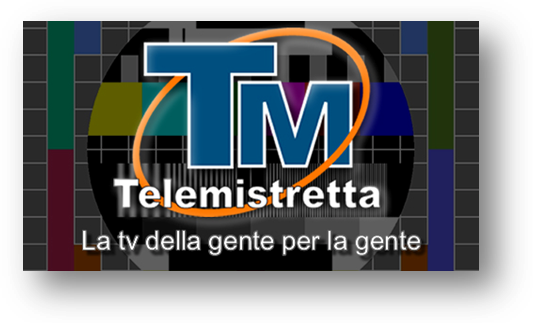 TM
Telemistretta
La tv della gente per la gente